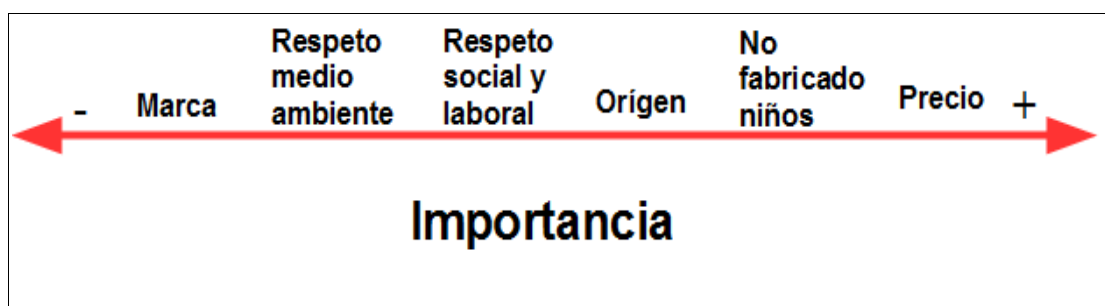 - Marca Respeto medio ambiente Respeto social y laboral Orígen No fabricado niños Precio +
Importancia